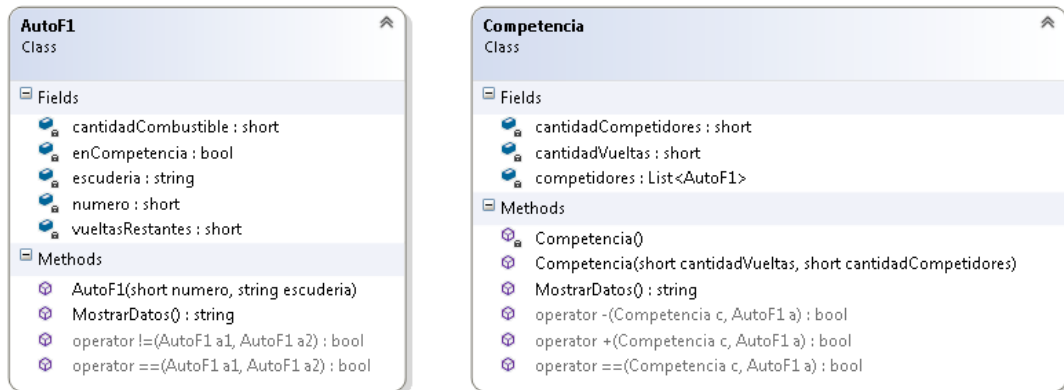 AutoF1
Class
Fields
cantidadCombustible : short
enCompetencia : bool
escuderia : string
numero : short
vueltasRestantes : short
Methods
AutoF1(short numero, string escuderia)
MostrarDatos() : string
operator !=(AutoF1 a1, AutoF1 a2) : bool
operator ==(AutoF1 a1, AutoF1 a2) : bool
Competencia
Class
Fields
cantidadCompetidores : short
cantidadVueltas : short
competidores : List<AutoF1>
Methods
Competencia()
Competencia(short cantidadVueltas, short cantidadCompetidores)
MostrarDatos() : string
operator -(Competencia c, AutoF1 a) : bool
operator +(Competencia c, AutoF1 a) : bool
operator ==(Competencia c, AutoF1 a) : bool